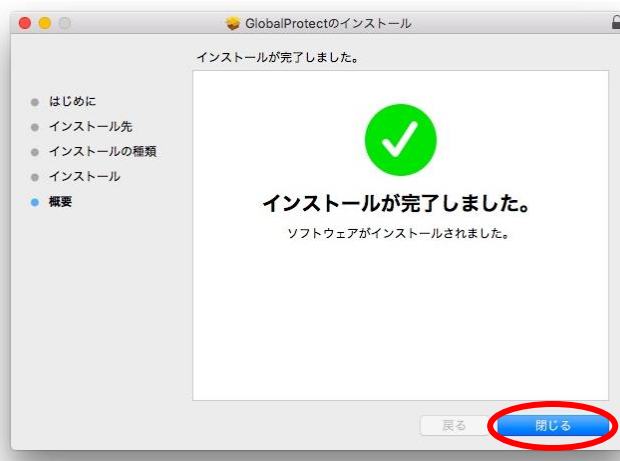 GlobalProtectのインストール
インストールが完了しました。
はじめに
インストール先
インストールの種類
インストール
概要
インストールが完了しました。
ソフトウェアがインストールされました。
戻る
閉じる